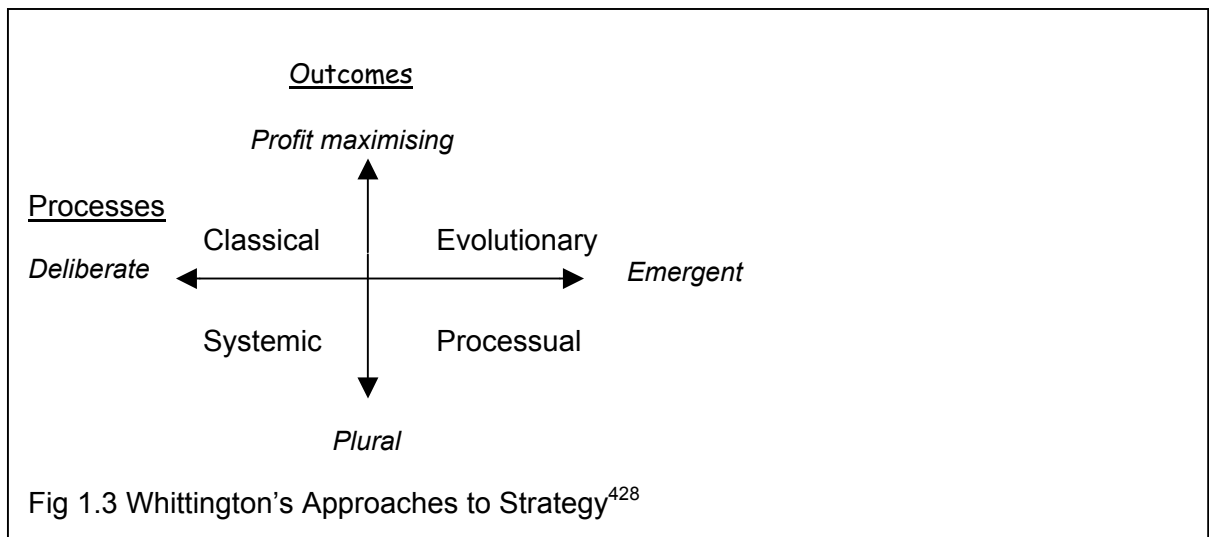 Outcomes
Profit maximising
Processes
Classical Evolutionary
Deliberate Emergent
Systemic Processual
Plural
Fig 1.3 Whittington’s Approaches to Strategy428